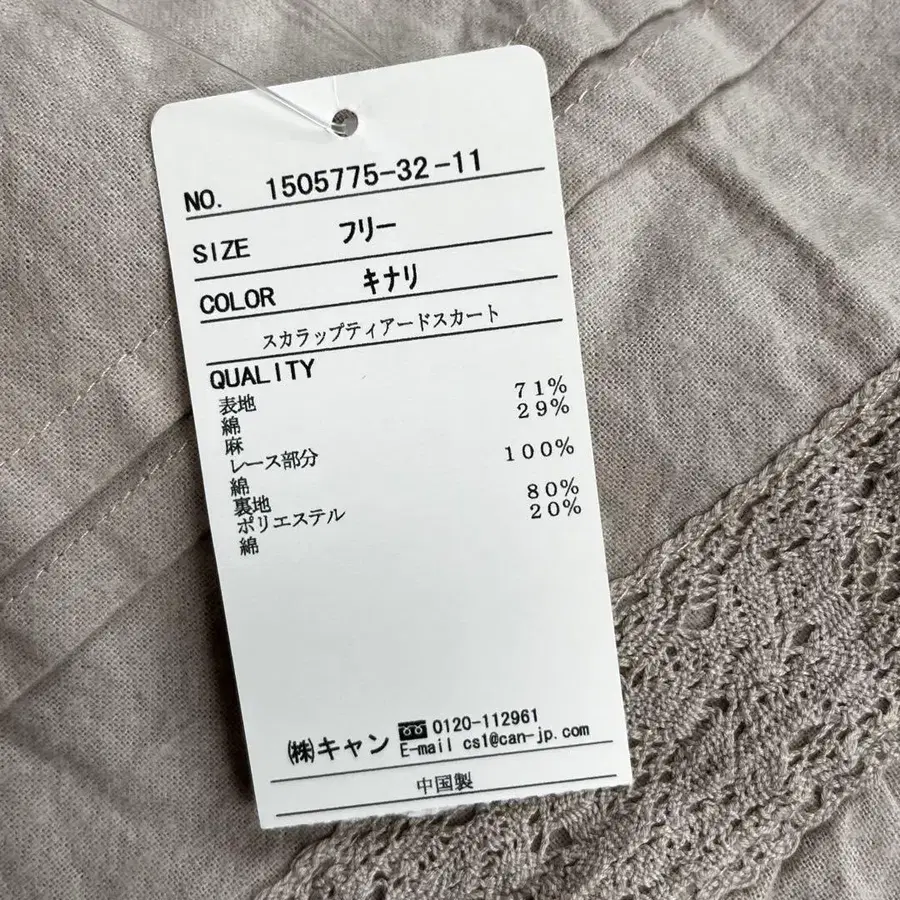 NO. 1505775-32-11
SIZE フリー
COLOR キナリ
スカラップティアードスカート
QUALITY
表地
綿 71%
麻 29%
レース部分
綿 100%
裏地
ポリエステル 80%
綿 20%
㈱キャン 0120-112961
E-mail cs1@can-jp.com
中国製